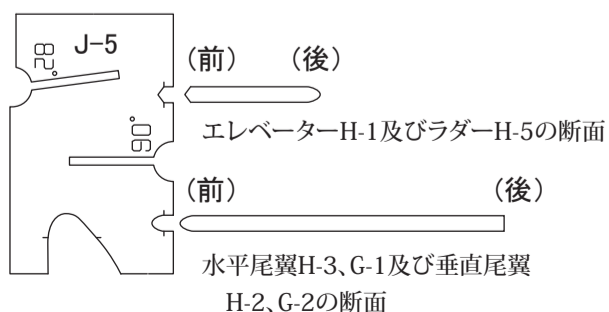 28°
J-5
(前) (後)
エレベーターH-1及びラダーH-5の断面
90°
(前) (後)
水平尾翼H-3、G-1及び垂直尾翼
H-2、G-2の断面